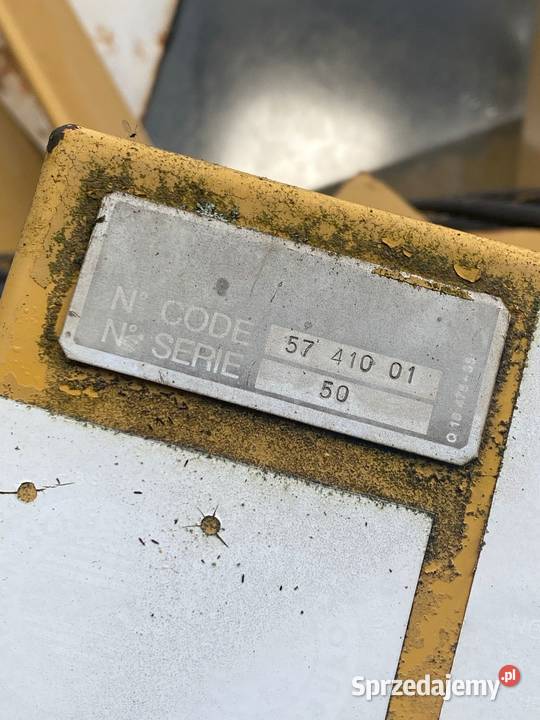 N° CODE 57 410 01
N° SERIE 50
Sprzedajemy.pl